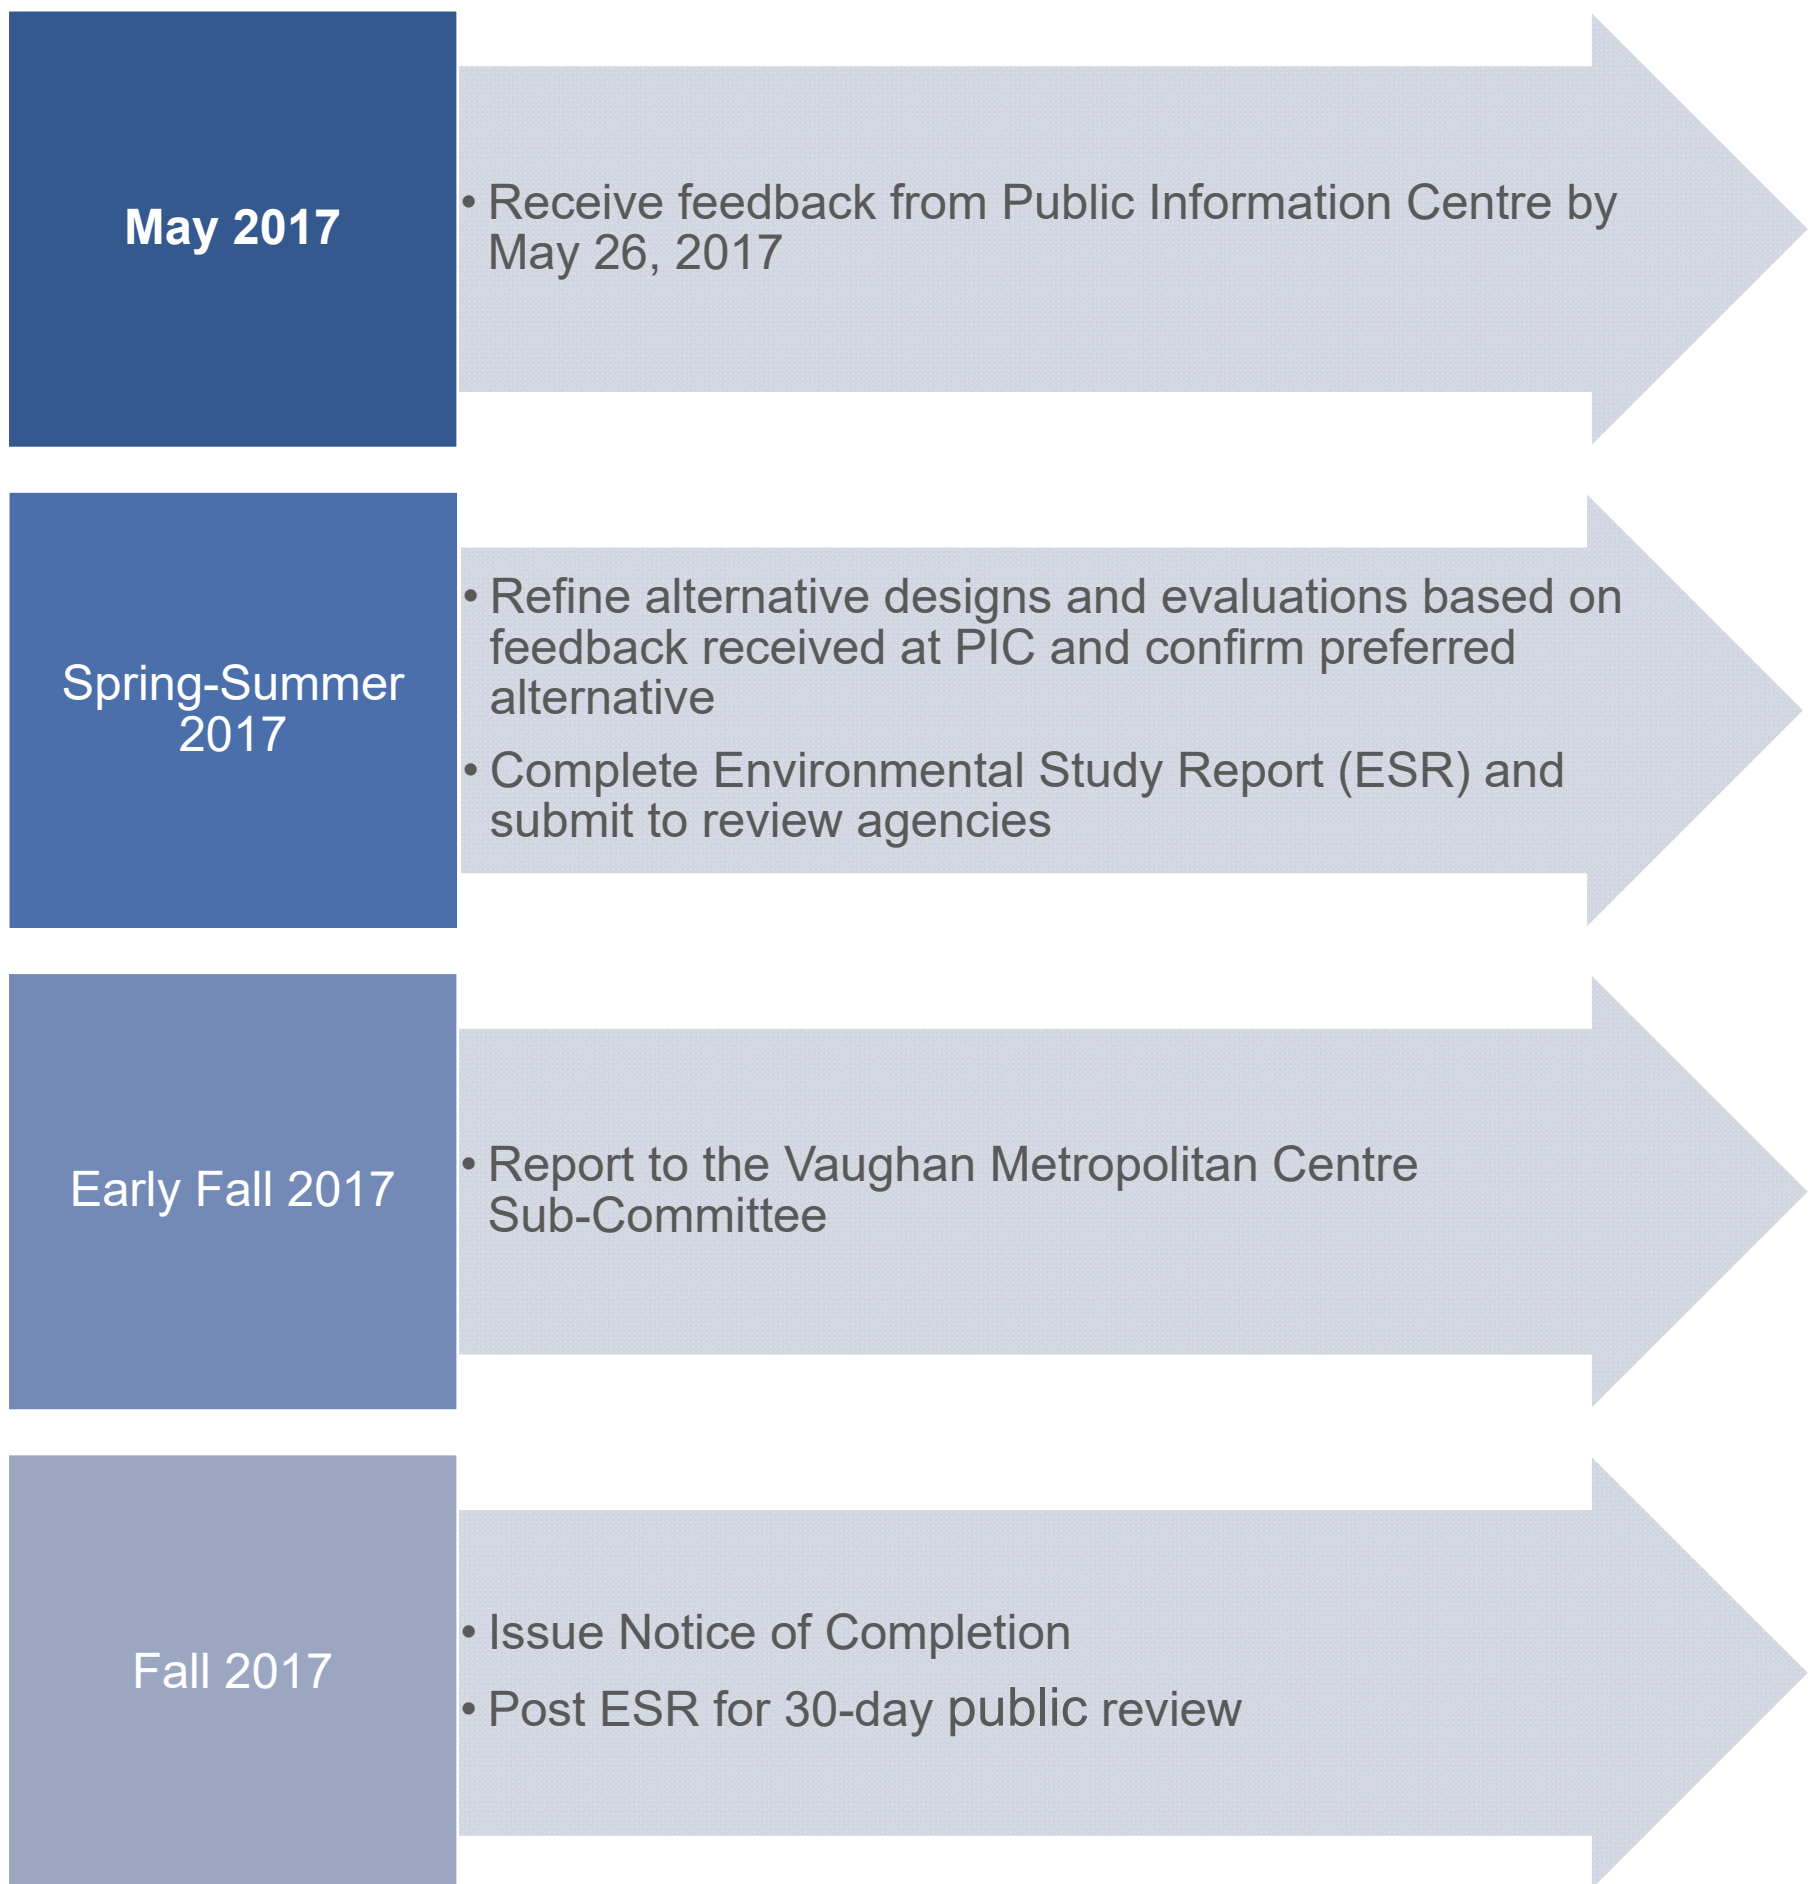 May 2017
• Receive feedback from Public Information Centre by
May 26, 2017
Spring-Summer
2017
• Refine alternative designs and evaluations based on
feedback received at PIC and confirm preferred
alternative
• Complete Environmental Study Report (ESR) and
submit to review agencies
Early Fall 2017
• Report to the Vaughan Metropolitan Centre
Sub-Committee
Fall 2017
• Issue Notice of Completion
• Post ESR for 30-day public review